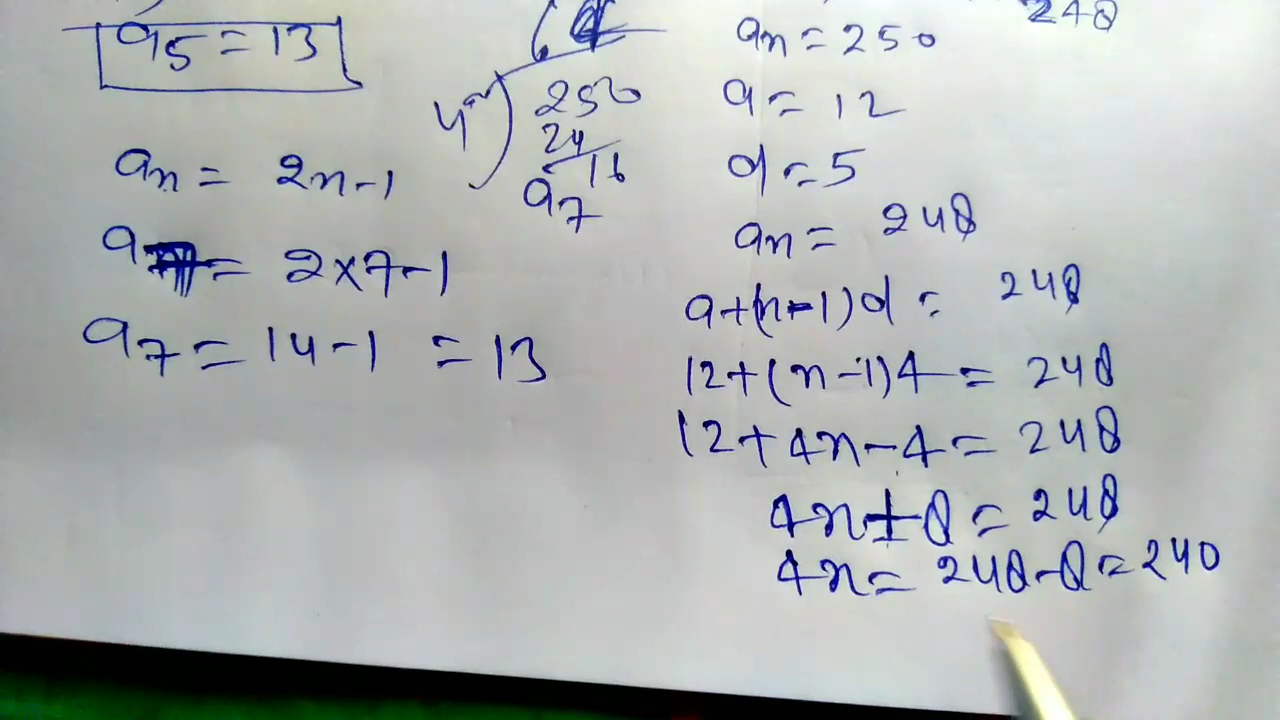 a5 = 13
an = 2n-1
= 2×7-1
a7 = 14-1 = 13
4) 250
24
16
a7
248
an = 250
a = 12
d = 5
an = 248
a+(n-1)d = 248
12+(n-1)4 = 248
12+4n-4 = 248
4n+8 = 248
4n = 248-8 = 240